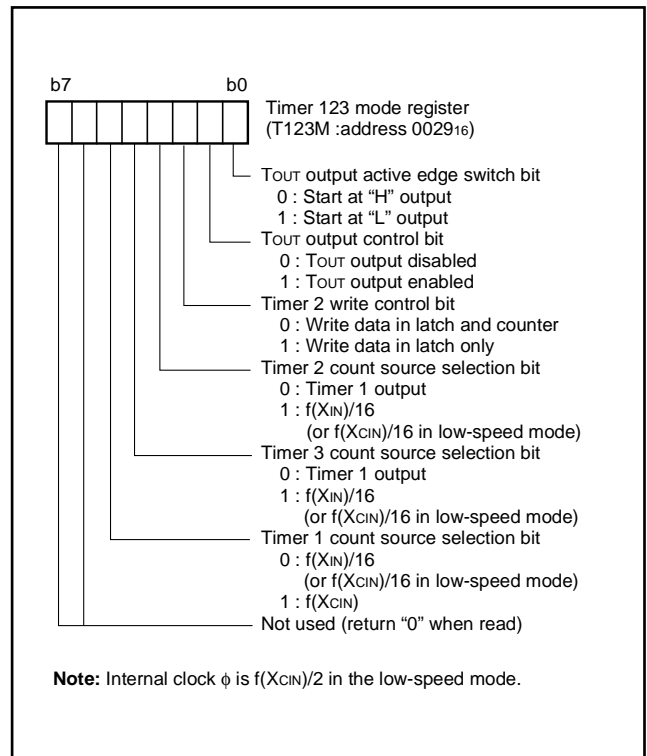 b7 b0
Timer 123 mode register
(T123M :address 002916)
TOUT output active edge switch bit
0 : Start at “H” output
1 : Start at “L” output
TOUT output control bit
0 : TOUT output disabled
1 : TOUT output enabled
Timer 2 write control bit
0 : Write data in latch and counter
1 : Write data in latch only
Timer 2 count source selection bit
0 : Timer 1 output
1 : f(XIN)/16
(or f(XCIN)/16 in low-speed mode)
Timer 3 count source selection bit
0 : Timer 1 output
1 : f(XIN)/16
(or f(XCIN)/16 in low-speed mode)
Timer 1 count source selection bit
0 : f(XIN)/16
(or f(XCIN)/16 in low-speed mode)
1 : f(XCIN)
Not used (return “0” when read)
Note: Internal clock ϕ is f(XCIN)/2 in the low-speed mode.